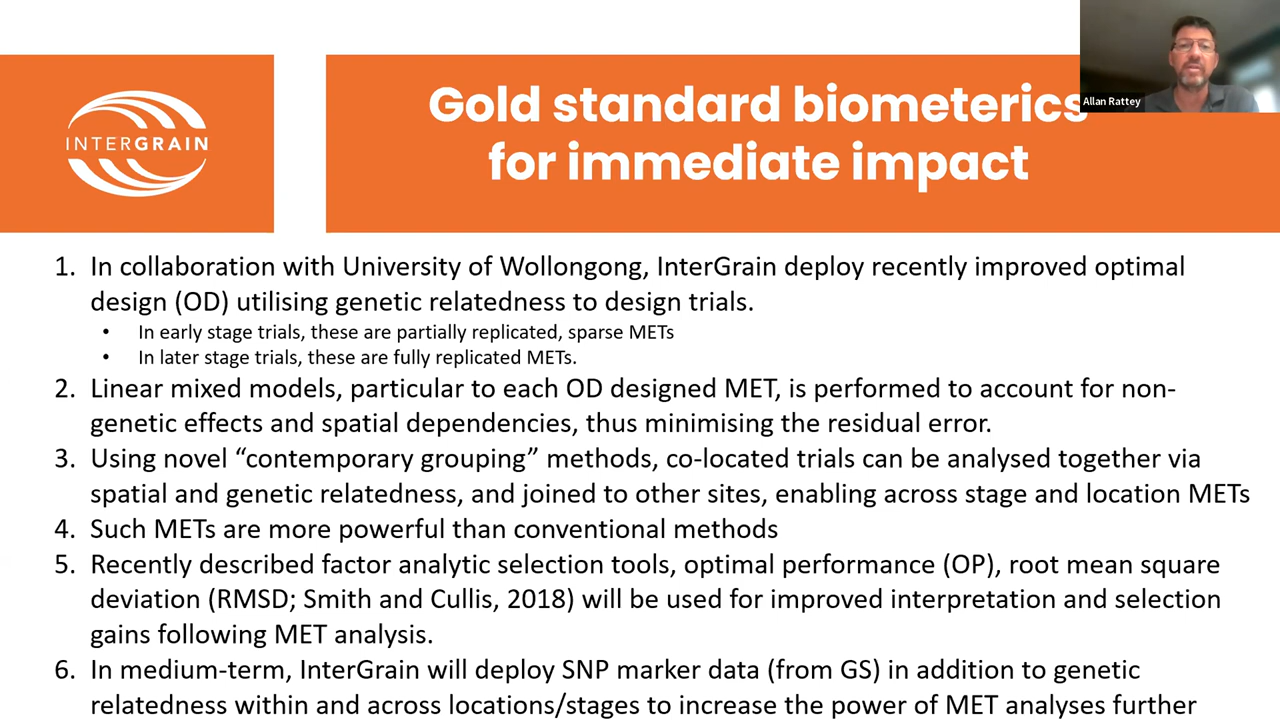 Gold standard biometerics
for immediate impact
Allan Rattey
INTERGRAIN
1. In collaboration with University of Wollongong, InterGrain deploy recently improved optimal
design (OD) utilising genetic relatedness to design trials.
• In early stage trials, these are partially replicated, sparse METs
• In later stage trials, these are fully replicated METs.
2. Linear mixed models, particular to each OD designed MET, is performed to account for non-
genetic effects and spatial dependencies, thus minimising the residual error.
3. Using novel “contemporary grouping” methods, co-located trials can be analysed together via
spatial and genetic relatedness, and joined to other sites, enabling across stage and location METs
4. Such METs are more powerful than conventional methods
5. Recently described factor analytic selection tools, optimal performance (OP), root mean square
deviation (RMSD; Smith and Cullis, 2018) will be used for improved interpretation and selection
gains following MET analysis.
6. In medium-term, InterGrain will deploy SNP marker data (from GS) in addition to genetic
relatedness within and across locations/stages to increase the power of MET analyses further